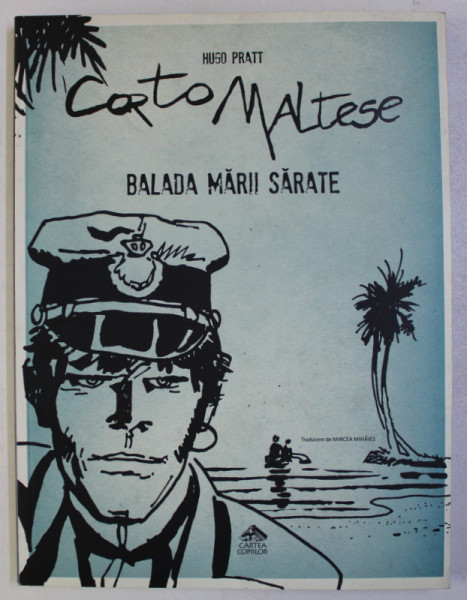 HUGO PRATT
Corto Maltese
BALADA MĂRII SĂRATE
Traducere de MIRCEA MIHĂIEȘ
CARTEA
COPIILOR